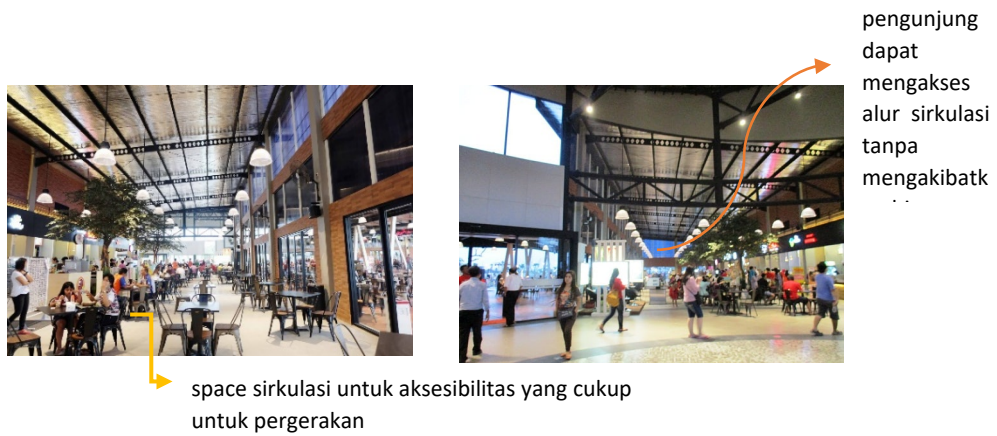 pengunjung
dapat
mengakses
alur sirkulasi
tanpa
mengakibatk
space sirkulasi untuk aksesibilitas yang cukup
untuk pergerakan